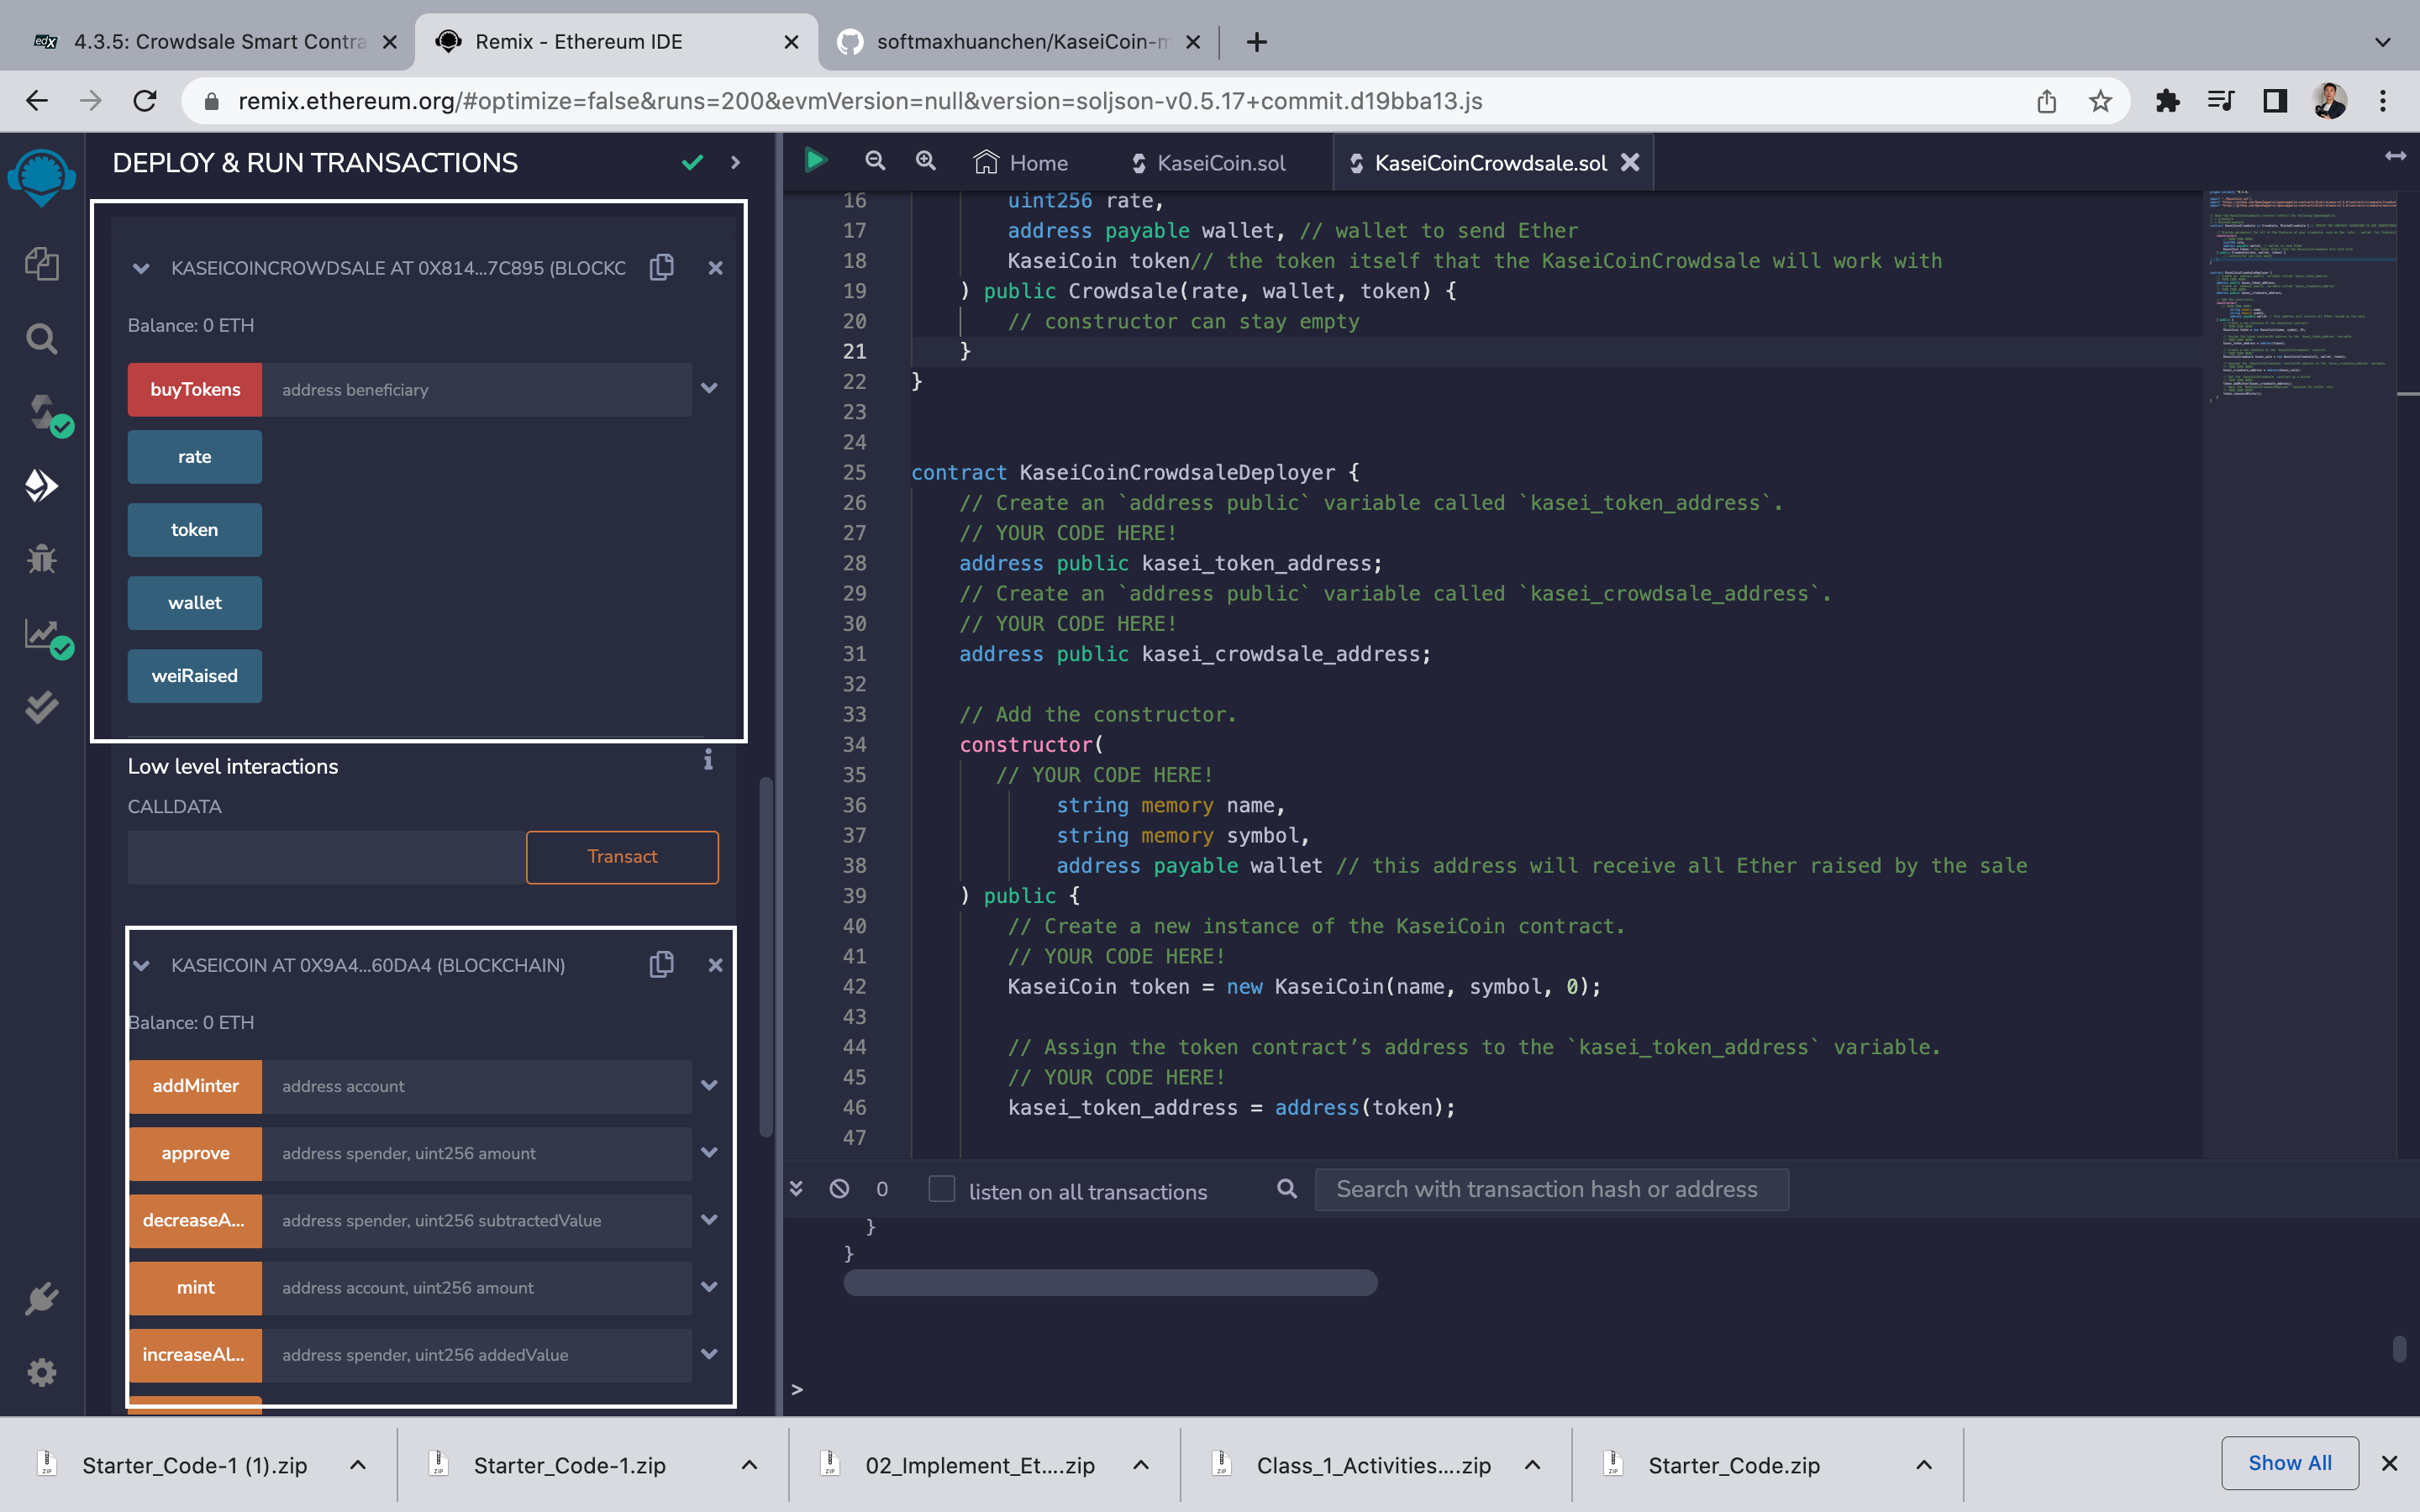 edX 4.3.5: Crowdsale Smart Contra
Remix - Ethereum IDE
softmaxhuanchen/KaseiCoin-m
remix.ethereum.org/#optimize=false&runs=200&evmVersion=null&version=soljson-v0.5.17+commit.d19bba13.js
DEPLOY & RUN TRANSACTIONS
KASEICOINCROWDSALE AT 0X814...7C895 (BLOCKC
Balance: 0 ETH
buyTokens address beneficiary
rate
token
wallet
weiRaised
Low level interactions
i
CALLDATA
Transact
KASEICOIN AT 0X9A4...60DA4 (BLOCKCHAIN)
Balance: 0 ETH
addMinter address account
approve address spender, uint256 amount
decreaseA... address spender, uint256 subtractedValue
mint address account, uint256 amount
increaseAl... address spender, uint256 addedValue
Home
KaseiCoin.sol
KaseiCoinCrowdsale.sol
16 uint256 rate,
17 address payable wallet, // wallet to send Ether
18 KaseiCoin token// the token itself that the KaseiCoinCrowdsale will work with
19 ) public Crowdsale(rate, wallet, token) {
20 // constructor can stay empty
21 }
22 }
23
24
25 contract KaseiCoinCrowdsaleDeployer {
26 // Create an `address public` variable called `kasei_token_address`.
27 // YOUR CODE HERE!
28 address public kasei_token_address;
29 // Create an `address public` variable called `kasei_crowdsale_address`.
30 // YOUR CODE HERE!
31 address public kasei_crowdsale_address;
32
33 // Add the constructor.
34 constructor(
35 // YOUR CODE HERE!
36 string memory name,
37 string memory symbol,
38 address payable wallet // this address will receive all Ether raised by the sale
39 ) public {
40 // Create a new instance of the KaseiCoin contract.
41 // YOUR CODE HERE!
42 KaseiCoin token = new KaseiCoin(name, symbol, 0);
43
44 // Assign the token contract’s address to the `kasei_token_address` variable.
45 // YOUR CODE HERE!
46 kasei_token_address = address(token);
47
0 listen on all transactions Search with transaction hash or address
}
}
>
Starter_Code-1 (1).zip
Starter_Code-1.zip
02_Implement_Et....zip
Class_1_Activities....zip
Starter_Code.zip
Show All